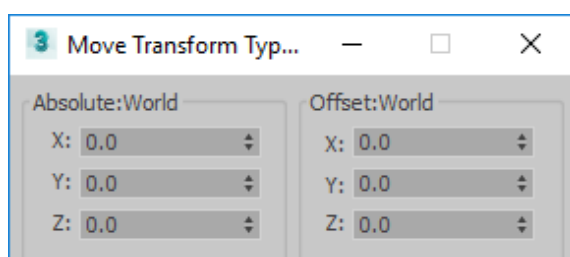 3 Move Transform Typ...
Absolute:World Offset:World
X: 0.0 X: 0.0
Y: 0.0 Y: 0.0
Z: 0.0 Z: 0.0